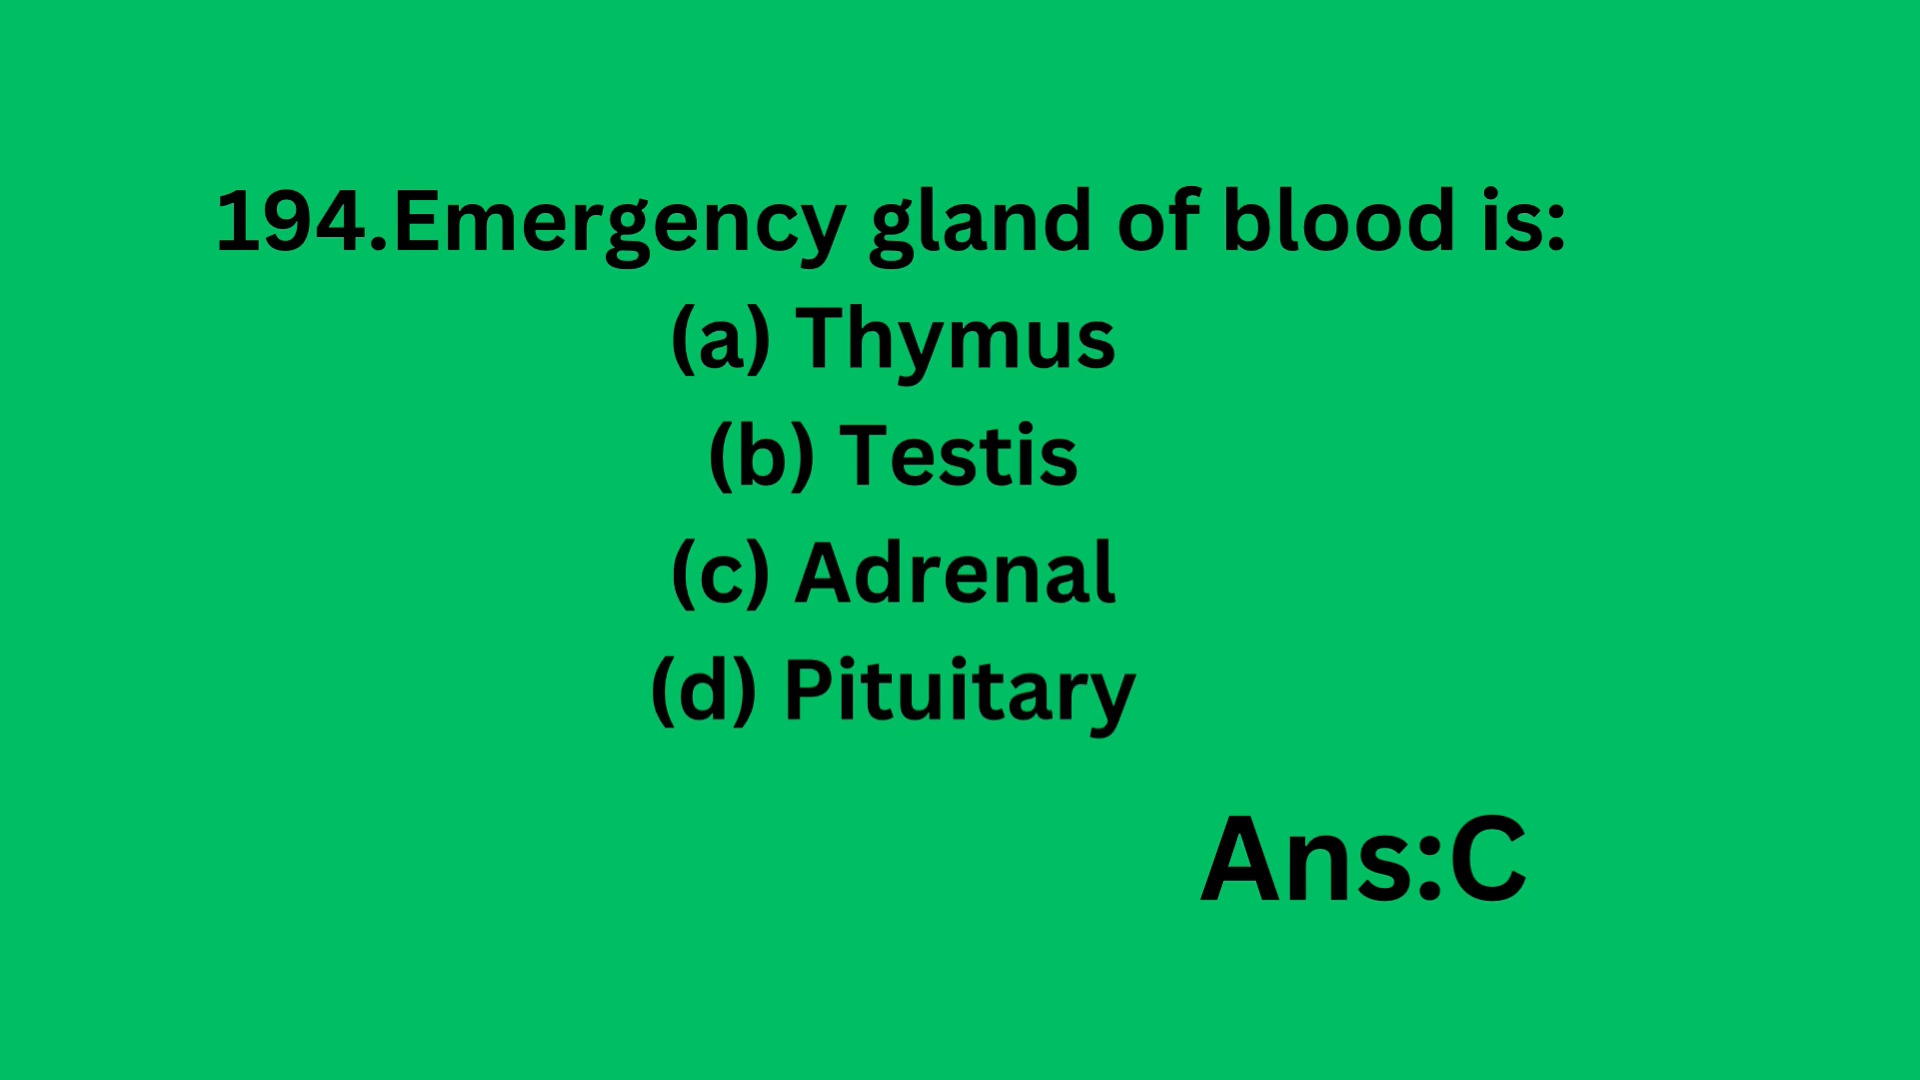 194.Emergency gland of blood is:
(a) Thymus
(b) Testis
(c) Adrenal
(d) Pituitary
Ans:C